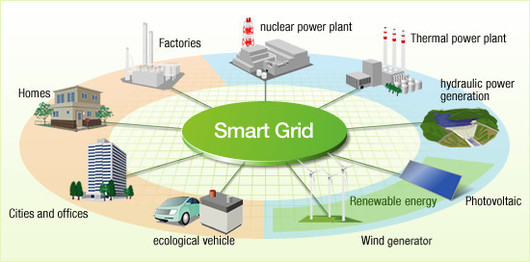 nuclear power plant
Factories
Thermal power plant
hydraulic power
generation
Homes
Smart Grid
Renewable energy
Photovoltaic
Cities and offices
ecological vehicle
Wind generator